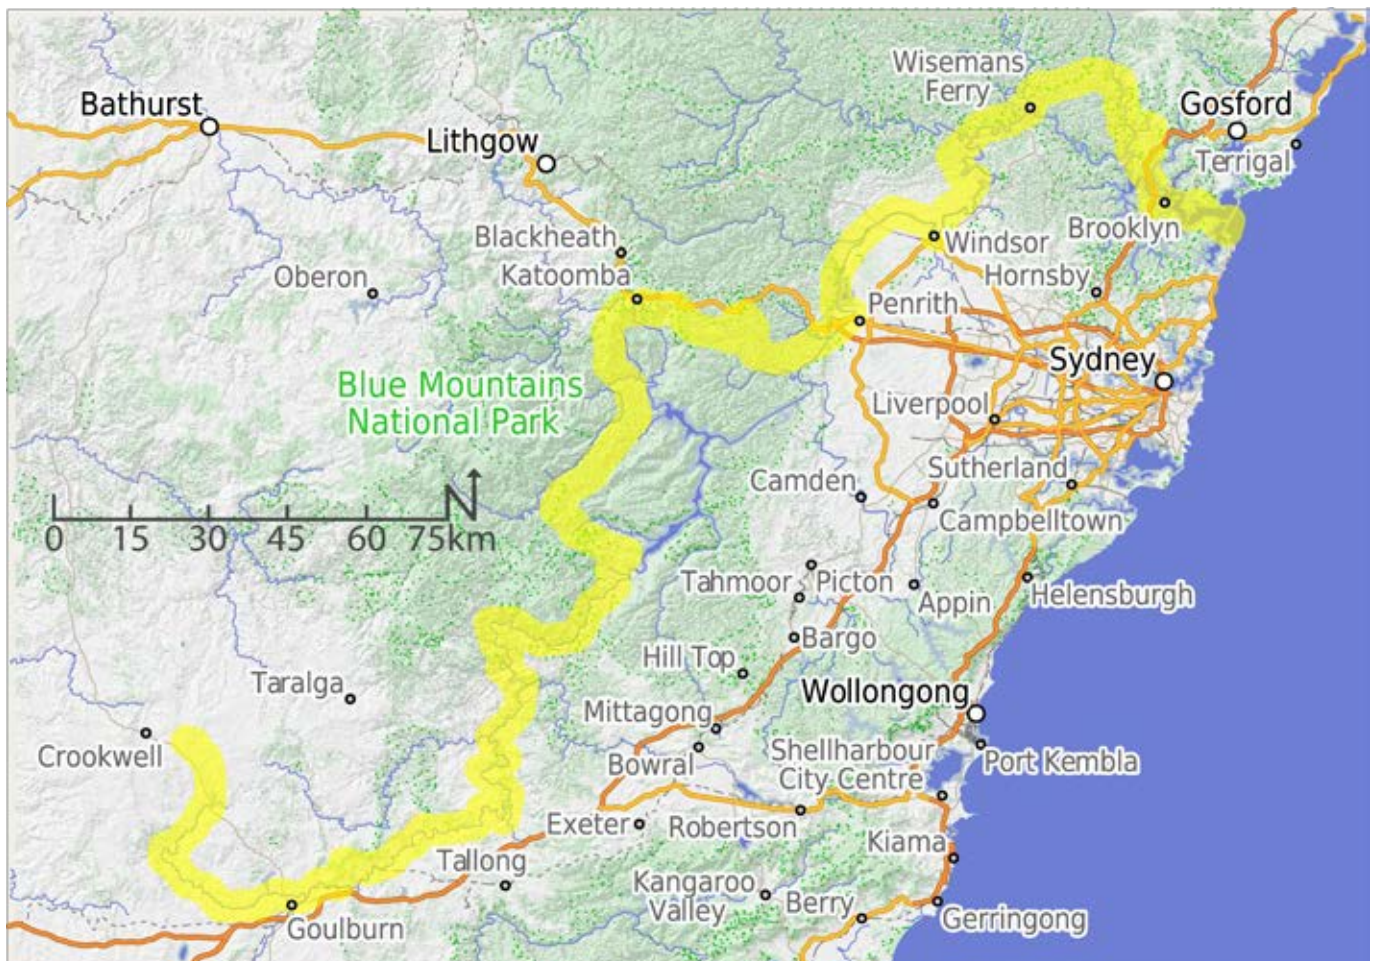 Wisemans
Ferry
Bathurst
Gosford
Lithgow
Terrigal
Blackheath
Brooklyn
Windsor
Katoomba
Oberon
Hornsby
Penrith
Sydney
Blue Mountains
National Park
Liverpool
Sutherland
Camden
N
0 15 30 45 60 75km
Campbelltown
Tahmoor
Picton
Appin
Helensburgh
Bargo
Hill Top
Taralga
Wollongong
Mittagong
Crookwell
Shellharbour
City Centre
Port Kembla
Bowral
Exeter
Robertson
Kiama
Tallong
Kangaroo
Valley
Berry
Gerringong
Goulburn